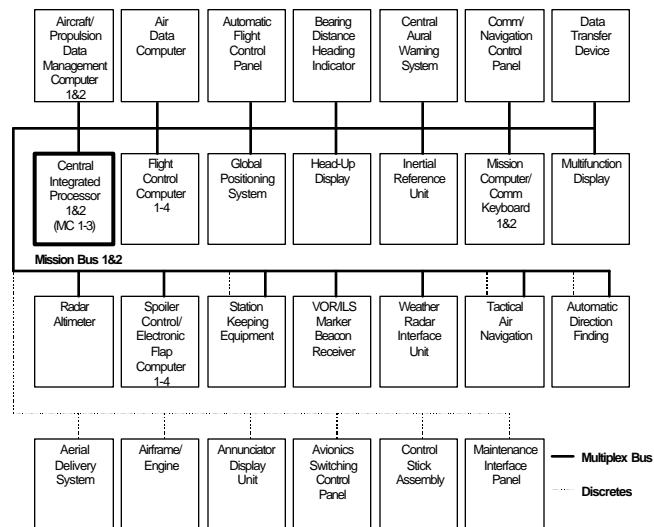 Aircraft/
Propulsion
Data
Management
Computer
1&2
Air
Data
Computer
Automatic
Flight
Control
Panel
Bearing
Distance
Heading
Indicator
Central
Aural
Warning
System
Comm/
Navigation
Control
Panel
Data
Transfer
Device
Central
Integrated
Processor
1&2
(MC 1-3)
Flight
Control
Computer
1-4
Global
Positioning
System
Head-Up
Display
Inertial
Reference
Unit
Mission
Computer/
Comm
Keyboard
1&2
Multifunction
Display
Mission Bus 1&2
Radar
Altimeter
Spoiler
Control/
Electronic
Flap
Computer
1-4
Station
Keeping
Equipment
VOR/ILS
Marker
Beacon
Receiver
Weather
Radar
Interface
Unit
Tactical
Air
Navigation
Automatic
Direction
Finding
Aerial
Delivery
System
Airframe/
Engine
Annunciator
Display
Unit
Avionics
Switching
Control
Panel
Control
Stick
Assembly
Maintenance
Interface
Panel
Multiplex Bus
Discretes